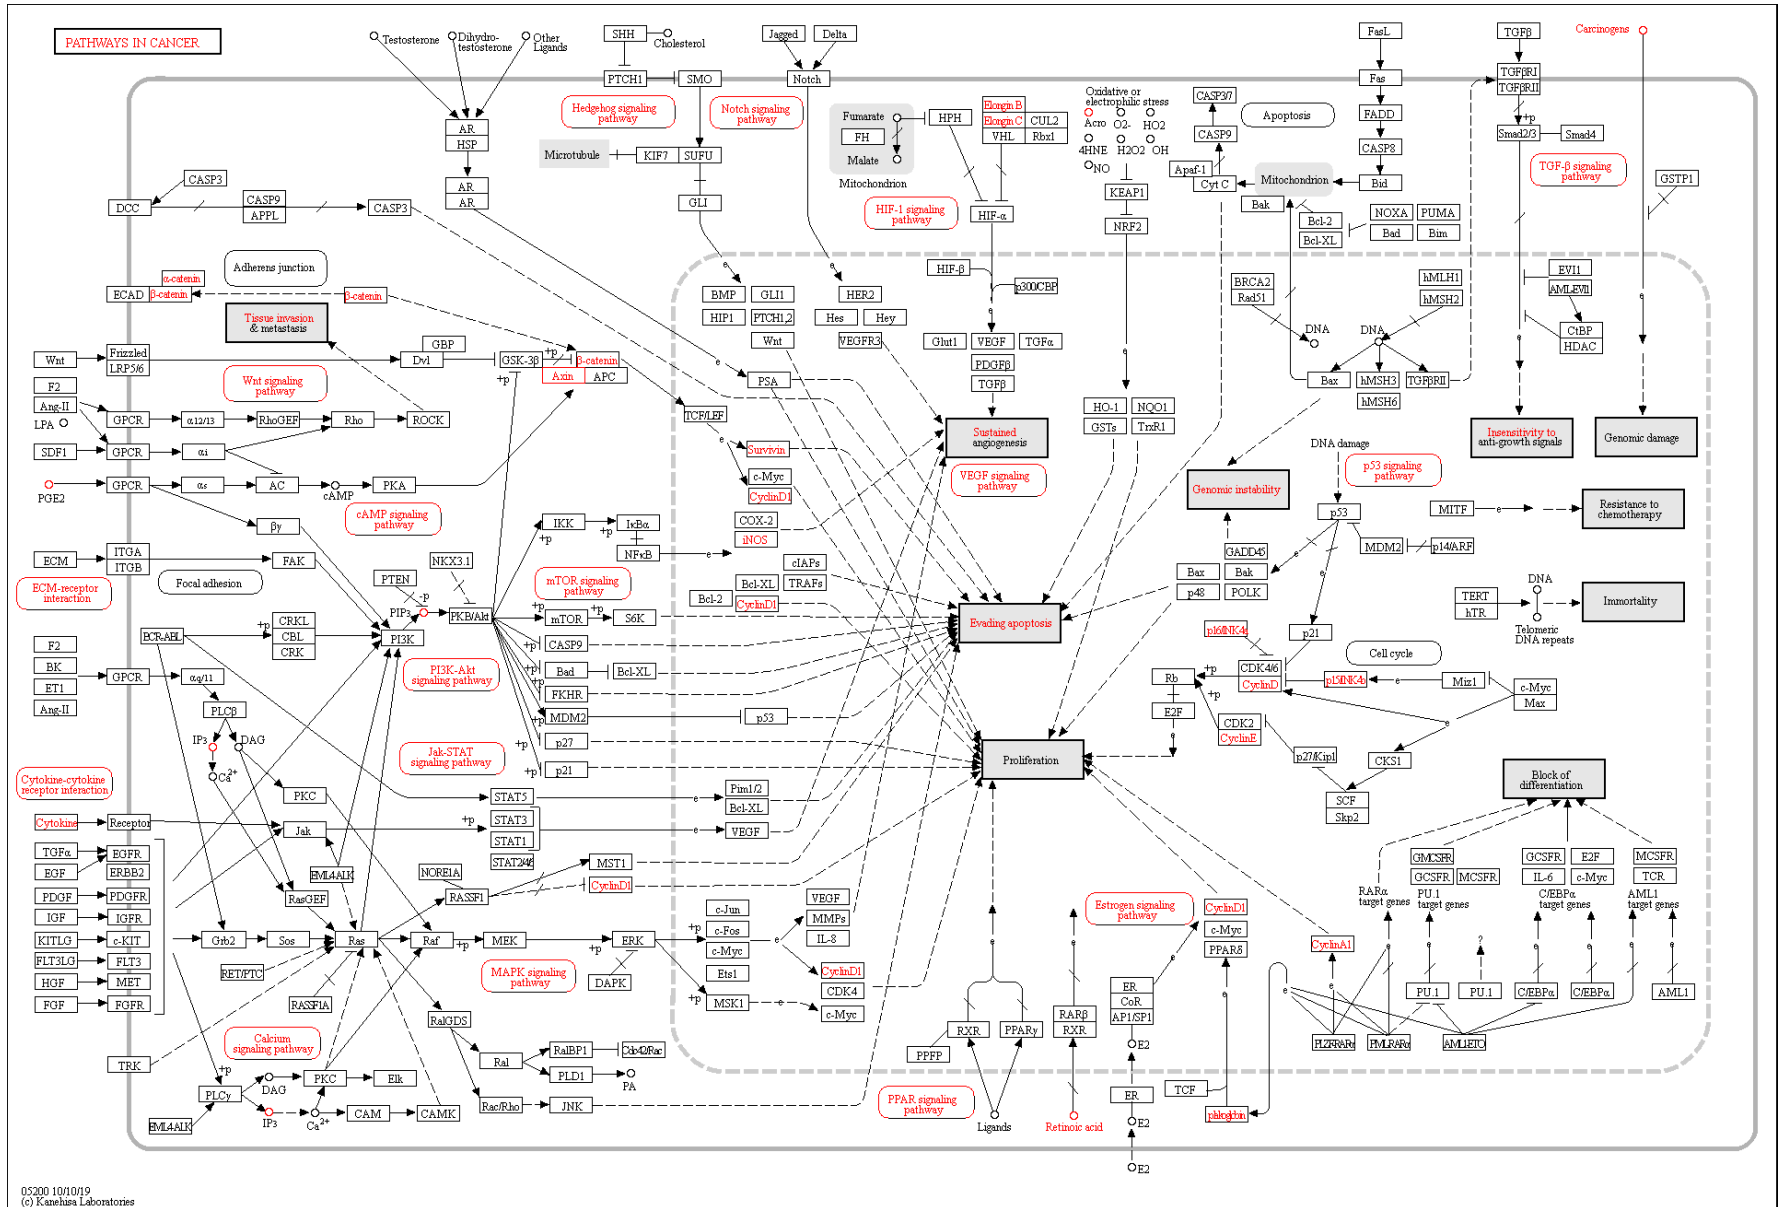 PATHWAYS IN CANCER
Testosterone
Dihydro-
testosterone
Other
Ligands
SHH
Cholesterol
Jagged
Delta
FasL
TGFβ
Carcinogens
PTCH1
SMO
Notch
Fas
TGFβRI
TGFβRII
Hedgehog signaling
pathway
Notch signaling
pathway
Oxidative or
electrophilic stress
CASP3/7
Apoptosis
FADD
Elongin B
Elongin C
CUL2
VHL
Rbx1
Fumarate
FH
Malate
Mitochondrion
HPH
Acro
O2-
HO2
4HNE
H2O2
OH
NO
CASP9
CASP8
+p
Smad2/3
Smad4
AR
HSP
Microtubule
KIF7
SUFU
Apaf-1
Cyt C
Mitochondrion
Bid
TGF-β signaling
pathway
GSTP1
CASP3
AR
AR
GLI
KEAP1
Bak
DCC
CASP9
APPL
CASP3
HIF-1 signaling
pathway
HIF-α
NRF2
Bcl-2
Bcl-XL
NOXA
PUMA
Bad
Bim
Adherens junction
α-catenin
ECAD
β-catenin
β-catenin
e
e
HIF-β
p300/CBP
e
BRCA2
Rad51
hMLH1
hMSH2
EVI1
AML-EVI1
CtBP
HDAC
e
Tissue invasion
& metastasis
BMP
GLI1
HIP1
PTCH1,2
Wnt
HER2
Hes
Hey
VEGFR3
Glut1
VEGF
TGFα
PDGFβ
TGFβ
DNA
DNA
e
Wnt
Frizzled
LRP5/6
Dvl
GBP
GSK-3β
+p
β-catenin
Axin
APC
+p
e
PSA
Bax
hMSH3
TGFβRII
hMSH6
Wnt signaling
pathway
F2
Ang-II
LPA
GPCR
α12/13
RhoGEF
Rho
ROCK
TCF/LEF
HO-1
NQO1
GSTs
TrxR1
SDF1
GPCR
αi
e
Survivin
Sustained
angiogenesis
DNA damage
Insensitivity to
anti-growth signals
Genomic damage
PGE2
GPCR
αs
AC
cAMP
PKA
c-Myc
CyclinD1
VEGF signaling
pathway
Genomic instability
p53 signaling
pathway
cAMP signaling
pathway
βγ
IKK
+p
+p
IκBα
NFκB
e
COX-2
iNOS
p53
MITF
e
Resistance to
chemotherapy
ECM
ITGA
ITGB
FAK
Focal adhesion
NKX3.1
PTEN
GADD45
MDM2
p14/ARF
ECM-receptor
interaction
PIP3
-p
+p
PKB/Akt
mTOR signaling
pathway
cIAPs
Bcl-XL
TRAFs
Bcl-2
CyclinD1
Bax
Bak
p48
POLK
e
e
DNA
TERT
hTR
Telomeric
DNA repeats
Immortality
BCR-ABL
+p
CRKL
CBL
CRK
PI3K
+p
mTOR
+p
S6K
Evading apoptosis
p16/INK4a
p21
Cell cycle
F2
BK
ET1
Ang-II
GPCR
αq/11
PI3K-Akt
signaling pathway
+p
CASP9
+p
Bad
Bcl-XL
+p
FKHR
Rb
+p
CDK4/6
CyclinD
p15/INK4b
e
Miz1
c-Myc
Max
PLCβ
+p
MDM2
p53
E2F
+p
CDK2
CyclinE
e
IP3
DAG
Ca2+
Jak-STAT
signaling pathway
+p
p27
+p
p21
Proliferation
e
p27/Kip1
CKS1
Cytokine-cytokine
receptor interaction
PKC
STAT5
e
Pim1/2
Bcl-XL
SCF
Skp2
Block of
differentiation
Cytokine
Receptor
Jak
+p
STAT3
STAT1
STAT2/4/6
e
VEGF
TGFα
EGF
EGFR
ERBB2
EML4-ALK
NORE1A
MST1
GMCSFR
GCSFR
MCSFR
GCSFR
E2F
IL-6
c-Myc
MCSFR
TCR
PDGF
PDGFR
RasGEF
RASSF1
CyclinD1
RARα
target genes
PU.1
target genes
C/EBPα
target genes
AML1
target genes
IGF
IGFR
KITLG
c-KIT
FLT3LG
FLT3
HGF
MET
FGF
FGFR
Grb2
Sos
Ras
Raf
+p
MEK
+p
ERK
+p
c-Jun
c-Fos
c-Myc
Ets1
e
VEGF
MMPs
IL-8
CyclinD1
CDK4
Estrogen signaling
pathway
CyclinD1
c-Myc
PPARδ
CyclinA1
RET/PTC
RASSF1A
MAPK signaling
pathway
DAPK
+p
MSK1
e
c-Myc
e
e
e
e
e
e
e
?
e
e
e
ER
CoR
AP1/SP1
PU.1
PU.1
C/EBPα
C/EBPα
AML1
RalGDS
RXR
PPARγ
RARβ
RXR
E2
PLZF-RARα
PML-RARα
AML1-ETO
Calcium
signaling pathway
TRK
+p
PLCγ
DAG
PKC
Elk
Ral
RalBP1
Cdc42/Rac
PLD1
PA
PPFP
EML4-ALK
IP3
Ca2+
CAM
CAMK
Rac/Rho
JNK
PPAR signaling
pathway
Ligands
Retinoic acid
ER
E2
E2
TCF
phkoglobin
05200 10/10/19
(c) Kanehisa Laboratories